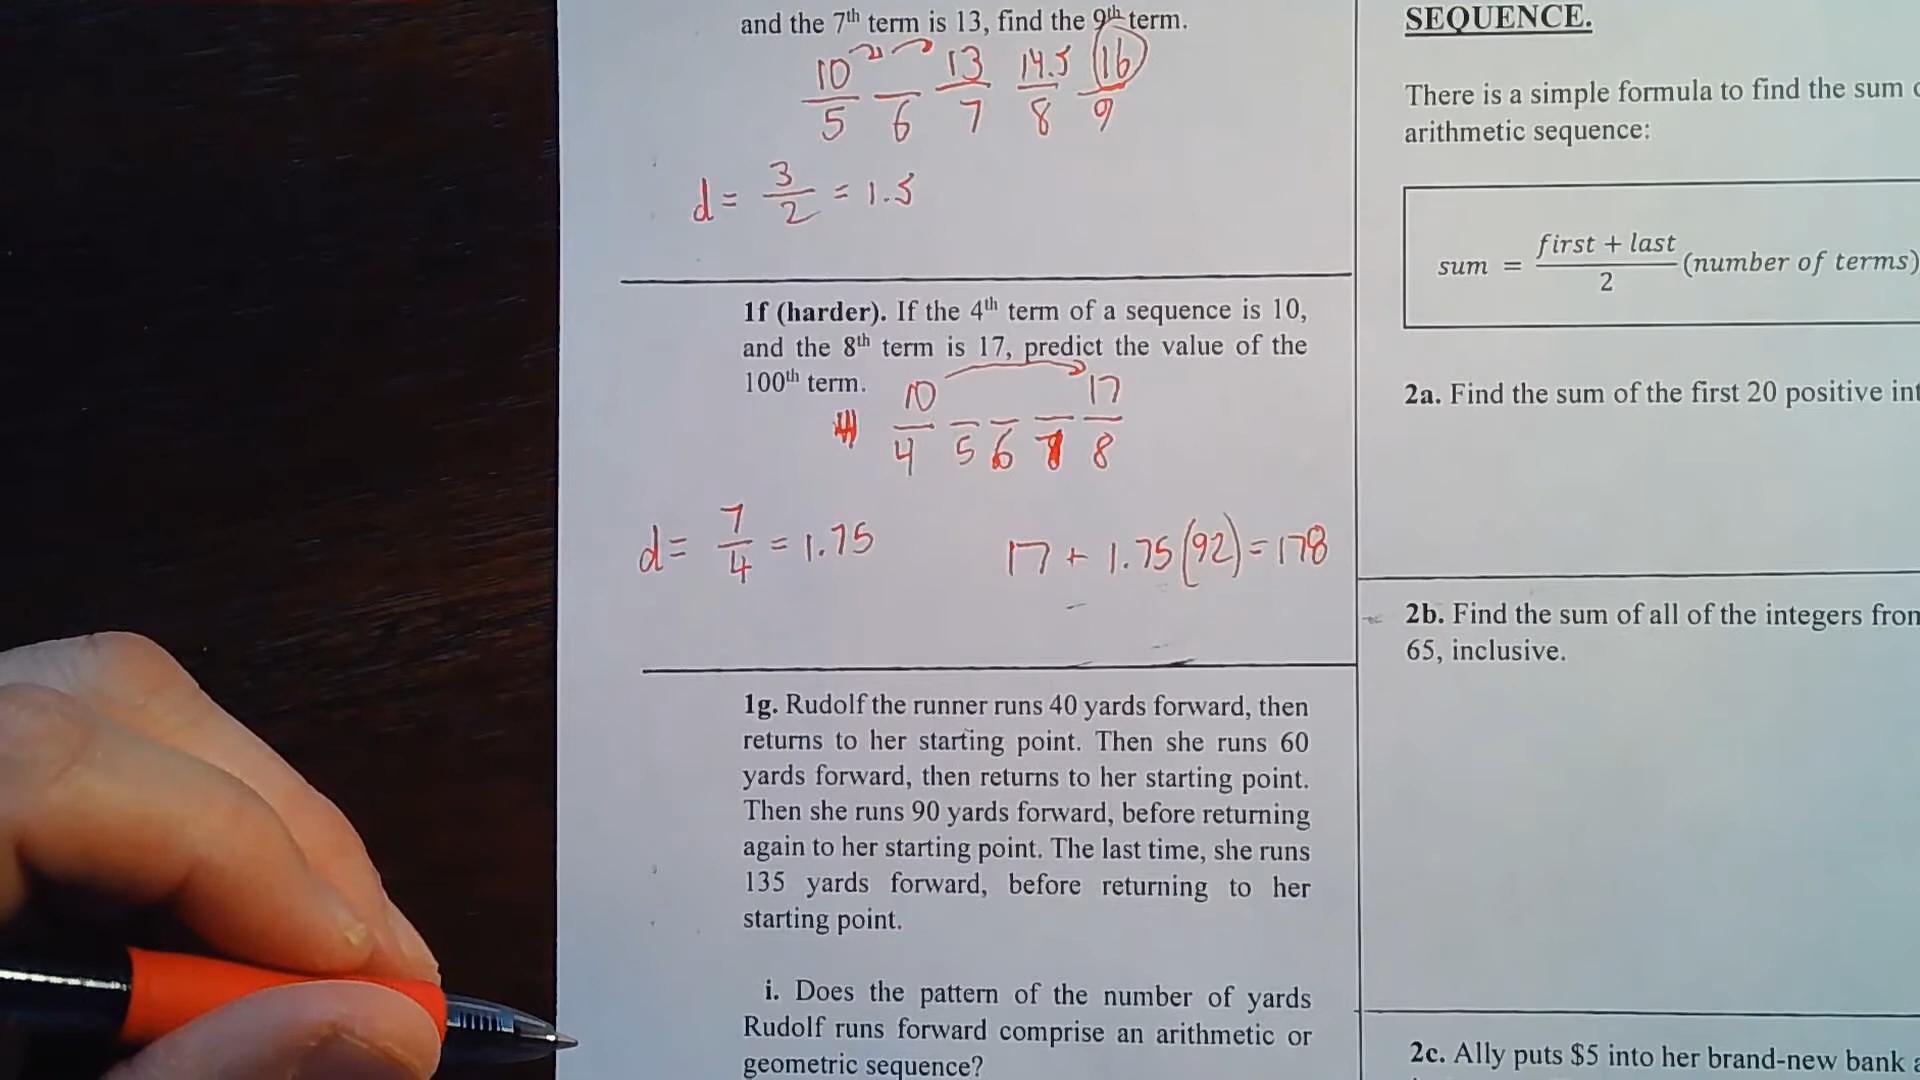 and the 7th term is 13, find the 9th term.
10 13 14.5 16
5 6 7 8 9
d = 3/2 = 1.5
1f (harder). If the 4th term of a sequence is 10,
and the 8th term is 17, predict the value of the
100th term.
10 17
4 5 6 7 8
d = 7/4 = 1.75
17 + 1.75(92) = 178
1g. Rudolf the runner runs 40 yards forward, then
returns to her starting point. Then she runs 60
yards forward, then returns to her starting point.
Then she runs 90 yards forward, before returning
again to her starting point. The last time, she runs
135 yards forward, before returning to her
starting point.
i. Does the pattern of the number of yards
Rudolf runs forward comprise an arithmetic or
geometric sequence?
SEQUENCE.
There is a simple formula to find the sum
arithmetic sequence:
sum = first + last / 2 (number of terms)
2a. Find the sum of the first 20 positive
2b. Find the sum of all of the integers
65, inclusive.
2c. Ally puts $5 into her brand-new bank